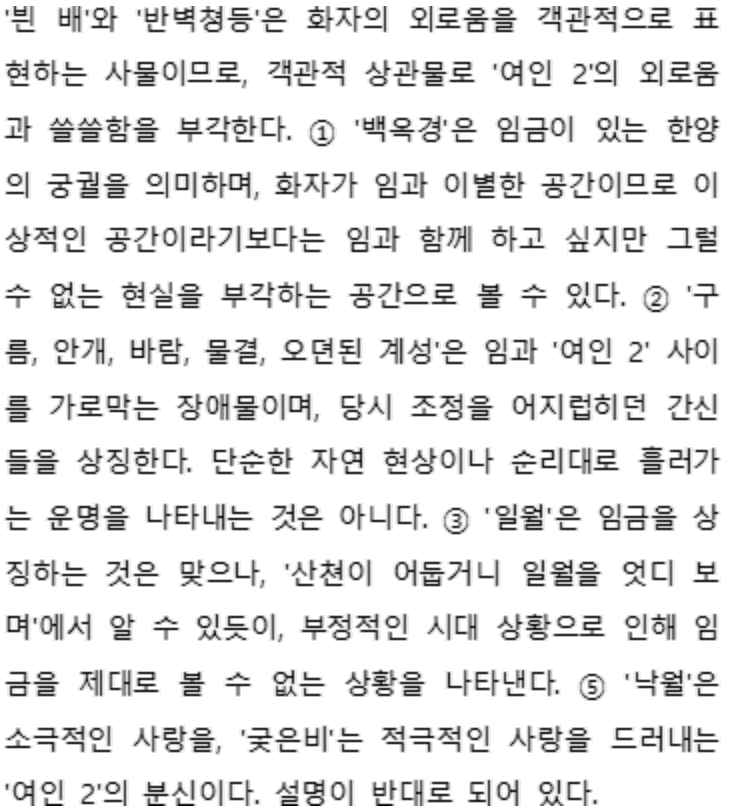 '뷘 배'와 '반벽쳥등'은 화자의 외로움을 객관적으로 표
현하는 사물이므로, 객관적 상관물로 '여인 2'의 외로움
과 쓸쓸함을 부각한다. ① '백옥경'은 임금이 있는 한양
의 궁궐을 의미하며, 화자가 임과 이별한 공간이므로 이
상적인 공간이라기보다는 임과 함께 하고 싶지만 그럴
수 없는 현실을 부각하는 공간으로 볼 수 있다. ② '구
름, 안개, 바람, 물결, 오뎐된 계성'은 임과 '여인 2' 사이
를 가로막는 장애물이며, 당시 조정을 어지럽히던 간신
들을 상징한다. 단순한 자연 현상이나 순리대로 흘러가
는 운명을 나타내는 것은 아니다. ③ '일월'은 임금을 상
징하는 것은 맞으나, '산쳔이 어둡거니 일월을 엇디 보
며'에서 알 수 있듯이, 부정적인 시대 상황으로 인해 임
금을 제대로 볼 수 없는 상황을 나타낸다. ⑤ '낙월'은
소극적인 사랑을, '궂은비'는 적극적인 사랑을 드러내는
'여인 2'의 분신이다. 설명이 반대로 되어 있다.